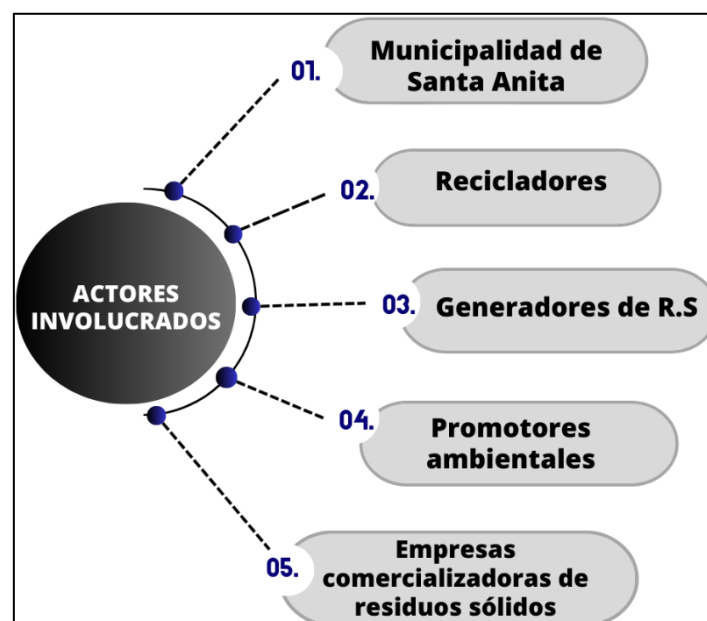 01.
Municipalidad de
Santa Anita
02.
Recicladores
ACTORES
INVOLUCRADOS
03.
Generadores de R.S
04.
Promotores
ambientales
05.
Empresas
comercializadoras de
residuos sólidos